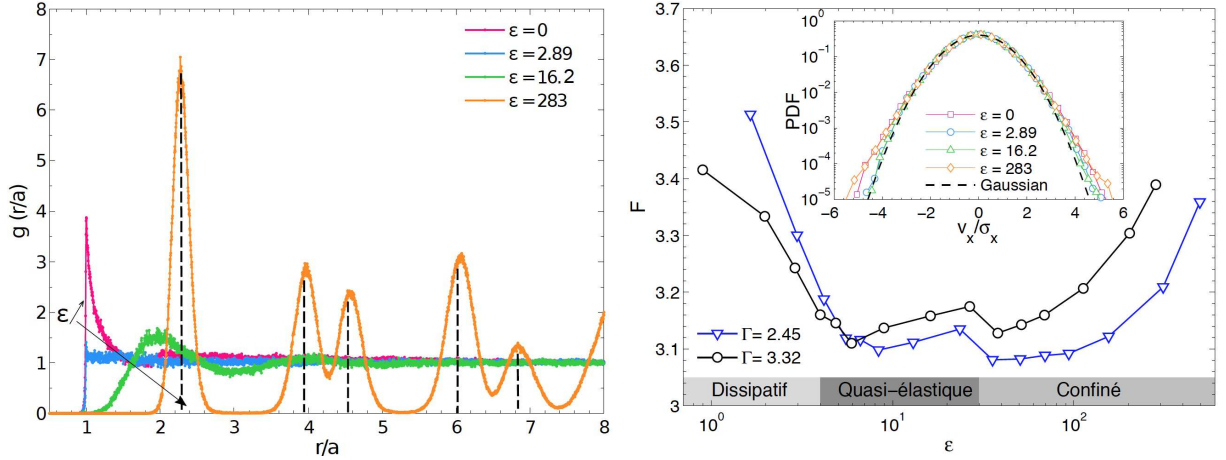 8
7
6
5
4
3
2
1
0
g (r/a)
ε = 0
ε = 2.89
ε = 16.2
ε = 283
ε
0 1 2 3 4 5 6 7 8
r/a
3.7
3.6
3.5
3.4
3.3
3.2
3.1
3
F
10^0
10^-1
10^-2
10^-3
10^-4
10^-5
PDF
ε = 0
ε = 2.89
ε = 16.2
ε = 283
Gaussian
−6 −4 −2 0 2 4 6
v_x/σ_x
Γ = 2.45
Γ = 3.32
Dissipatif Quasi−élastique Confiné
10^0 10^1 10^2
ε